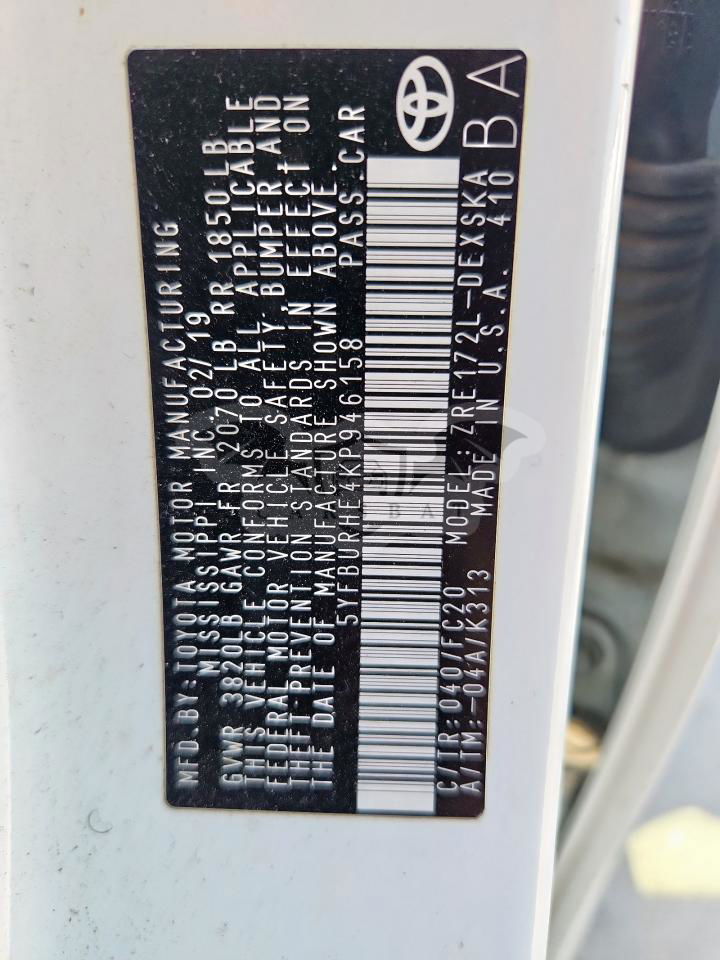 MFD.BY:TOYOTA MOTOR MANUFACTURING
MISSISSIPPI INC. 02/19
GVWR 3820LB GAWR FR 2070 LB RR 1850 LB
THIS VEHICLE CONFORMS TO ALL APPLICABLE
FEDERAL MOTOR VEHICLE SAFETY, BUMPER AND
THEFT PREVENTION STANDARDS IN EFFECT ON
THE DATE OF MANUFACTURE SHOWN ABOVE.
5YFBURHE4KP946158 PASS.CAR
C/TR:040/FC20 MODEL:ZRE172L-DEXSKA
A/TM:-04A/K313 MADE IN U.S.A. 410
BA